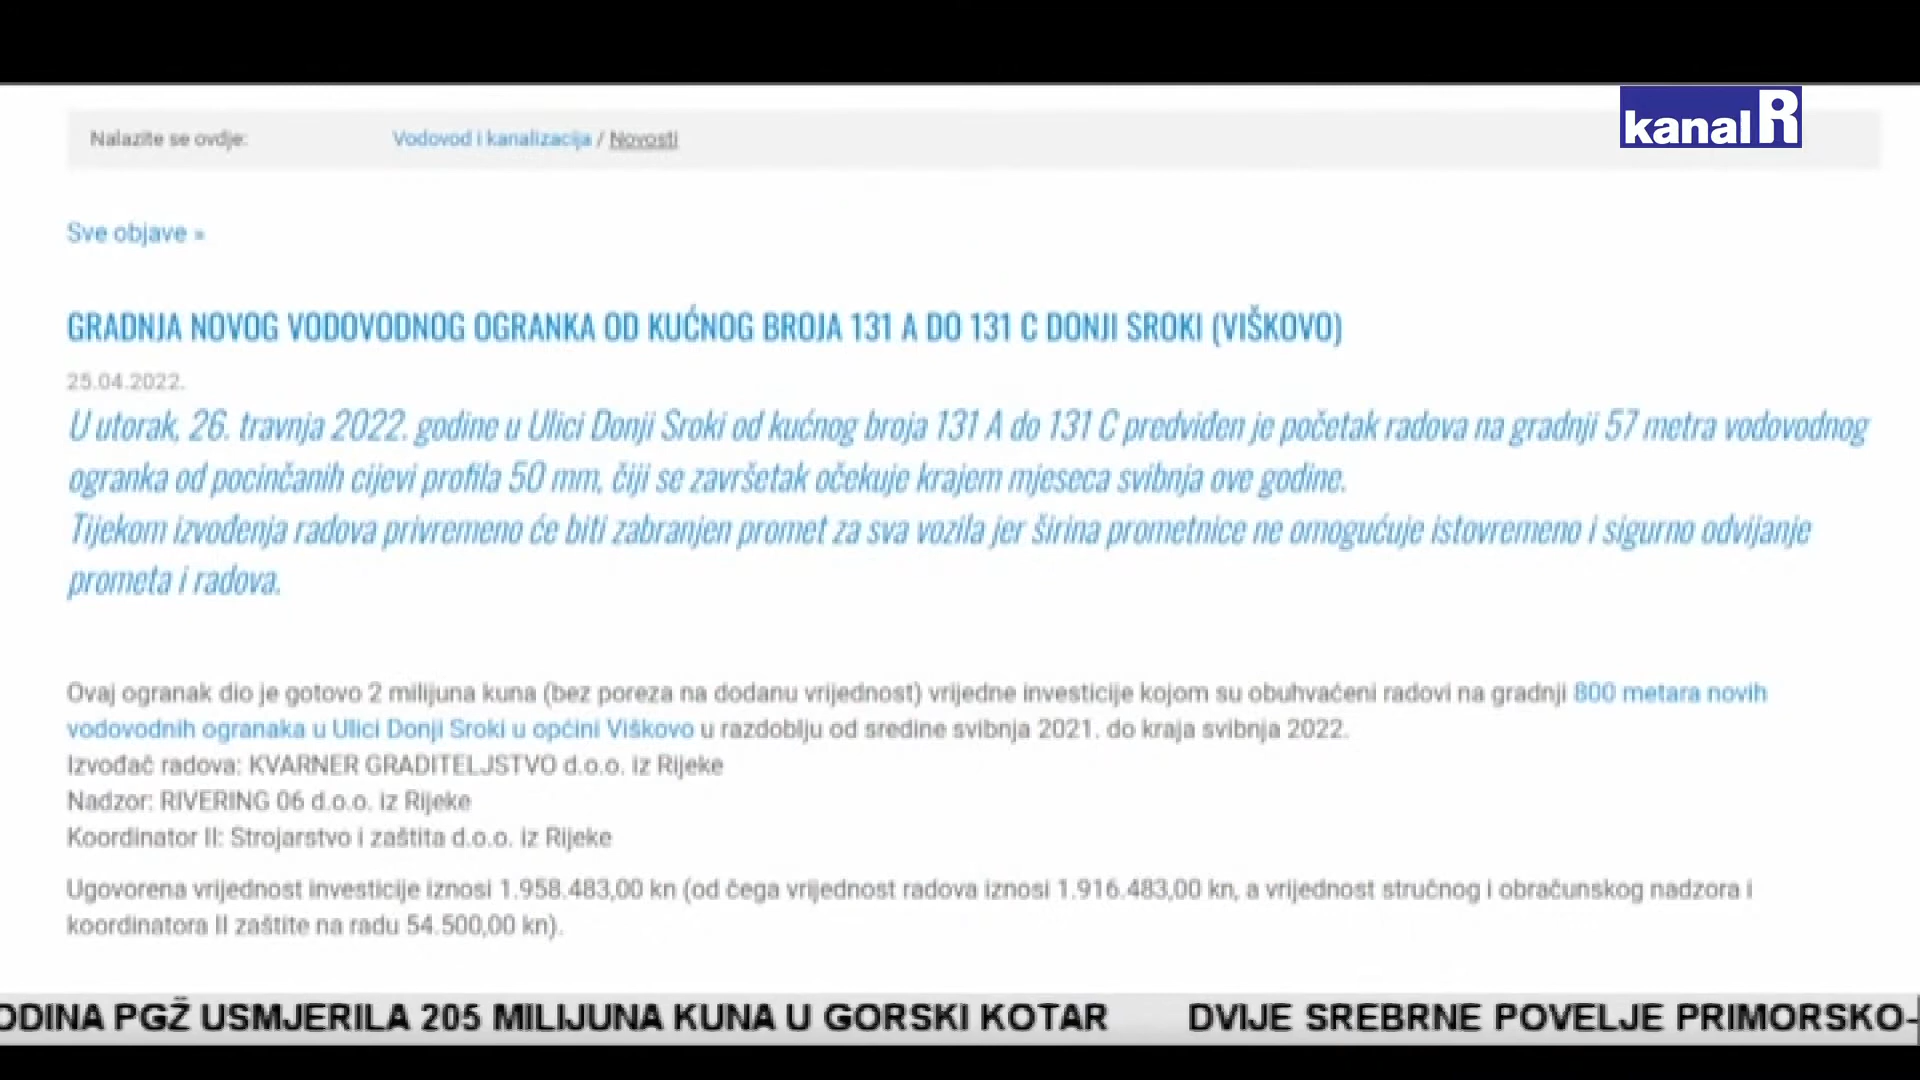 kanal R
Nalazite se ovdje: Vodovod i kanalizacija / Novosti
Sve objave »
GRADNJA NOVOG VODOVODNOG OGRANKA OD KUĆNOG BROJA 131 A DO 131 C DONJI SROKI (VIŠKOVO)
25.04.2022.
U utorak, 26. travnja 2022. godine u Ulici Donji Sroki od kućnog broja 131 A do 131 C predviđen je početak radova na gradnji 57 metra vodovodnog
ogranka od pocinčanih cijevi profila 50 mm, čiji se završetak očekuje krajem mjeseca svibnja ove godine.
Tijekom izvođenja radova privremeno će biti zabranjen promet za sva vozila jer širina prometnice ne omogućuje istovremeno i sigurno odvijanje
prometa i radova.
Ovaj ogranak dio je gotovo 2 milijuna kuna (bez poreza na dodanu vrijednost) vrijedne investicije kojom su obuhvaćeni radovi na gradnji 800 metara novih
vodovodnih ogranaka u Ulici Donji Sroki u općini Viškovo u razdoblju od sredine svibnja 2021. do kraja svibnja 2022.
Izvođač radova: KVARNER GRADITELJSTVO d.o.o. iz Rijeke
Nadzor: RIVERING 06 d.o.o. iz Rijeke
Koordinator II: Strojarstvo i zaštita d.o.o. iz Rijeke
Ugovorena vrijednost investicije iznosi 1.958.483,00 kn (od čega vrijednost radova iznosi 1.916.483,00 kn, a vrijednost stručnog i obračunskog nadzora i
koordinatora II zaštite na radu 54.500,00 kn).
ODINA PGŽ USMJERILA 205 MILIJUNA KUNA U GORSKI KOTAR DVIJE SREBRNE POVELJE PRIMORSKO-